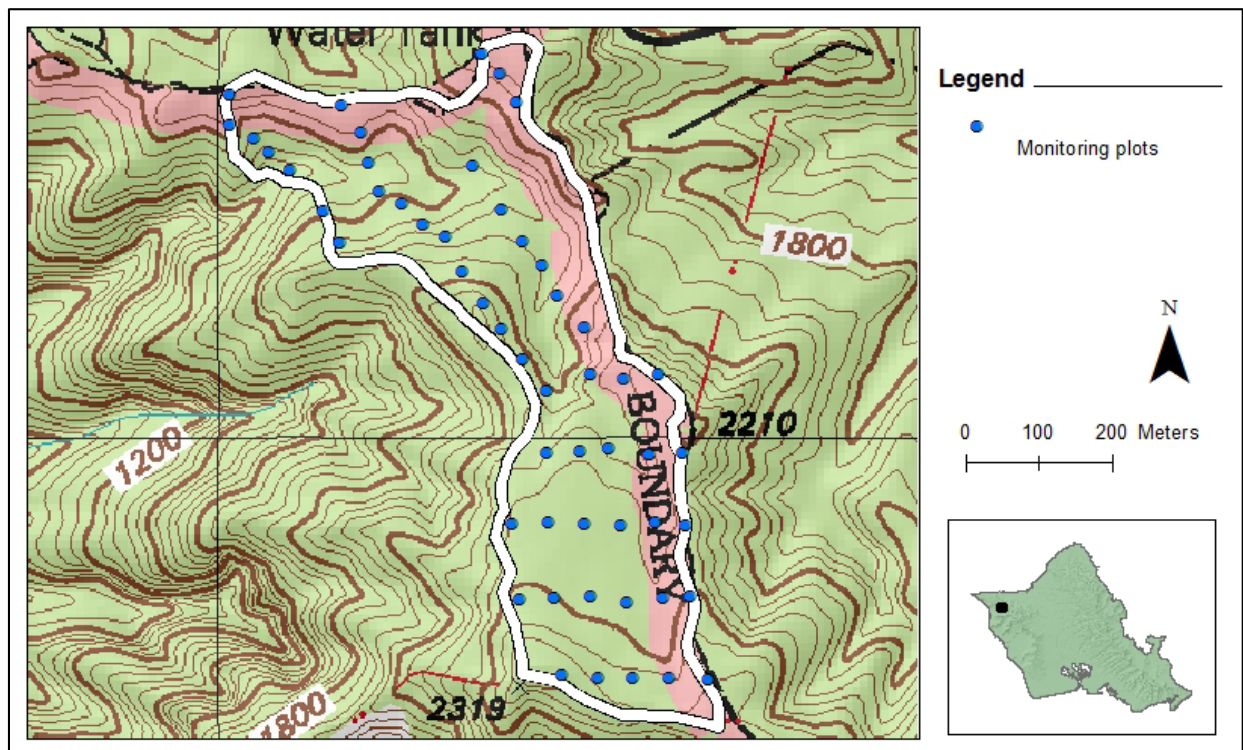 Water Tank
Legend
Monitoring plots
1800
N
BOUNDARY
2210
0 100 200 Meters
1200
2319
1800